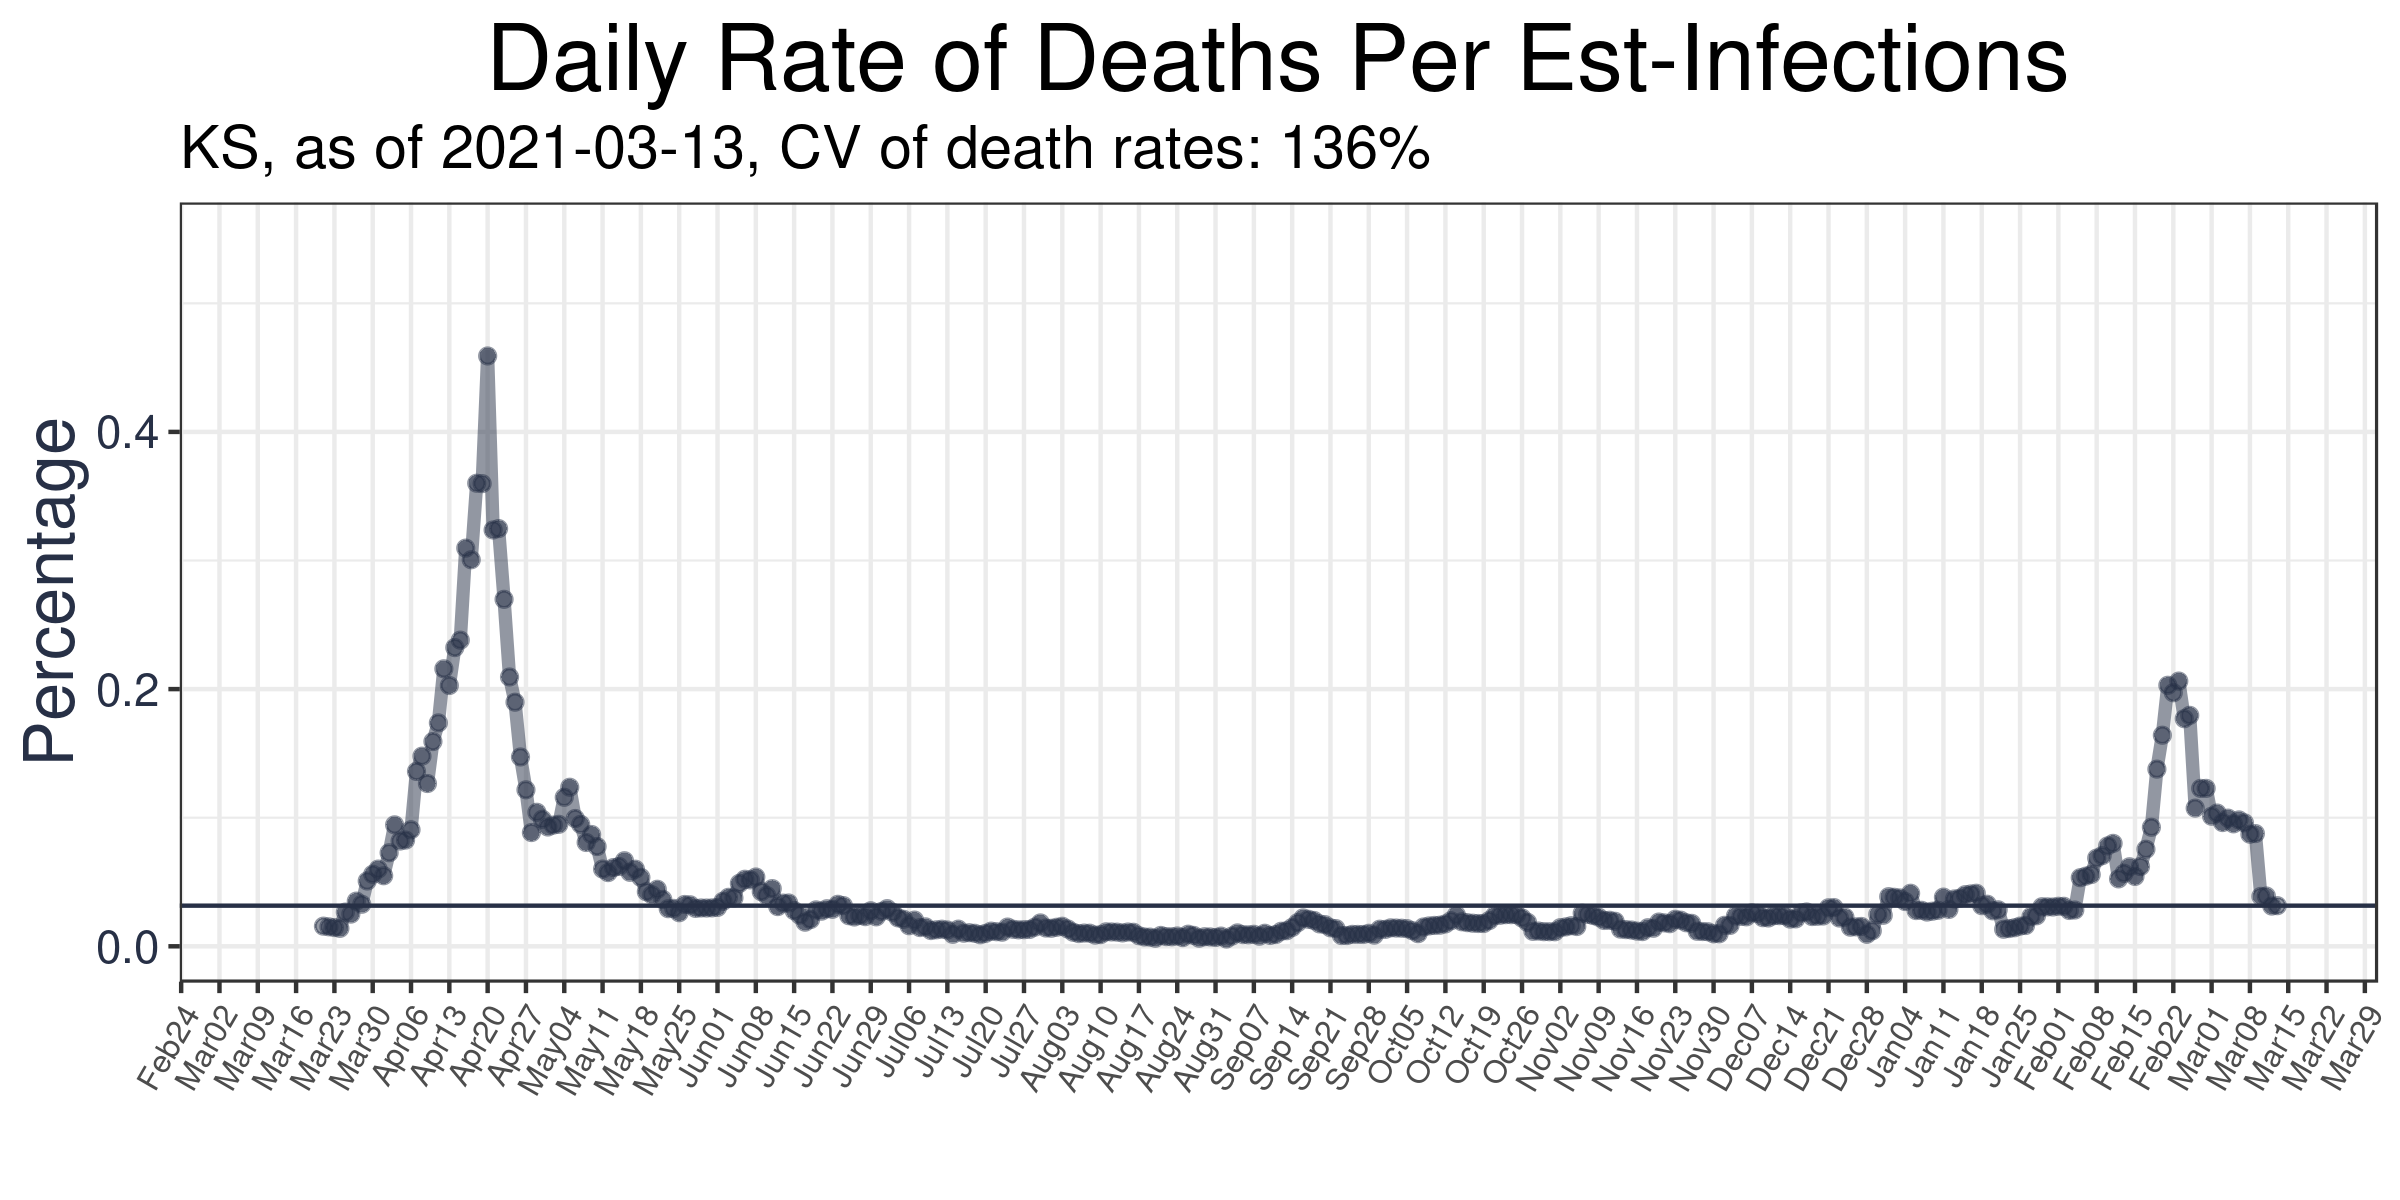 Daily Rate of Deaths Per Est-Infections
KS, as of 2021-03-13, CV of death rates: 136%
Percentage
0.4
0.2
0.0
Feb24
Mar02
Mar09
Mar16
Mar23
Mar30
Apr06
Apr13
Apr20
Apr27
May04
May11
May18
May25
Jun01
Jun08
Jun15
Jun22
Jun29
Jul06
Jul13
Jul20
Jul27
Aug03
Aug10
Aug17
Aug24
Aug31
Sep07
Sep14
Sep21
Sep28
Oct05
Oct12
Oct19
Oct26
Nov02
Nov09
Nov16
Nov23
Nov30
Dec07
Dec14
Dec21
Dec28
Jan04
Jan11
Jan18
Jan25
Feb01
Feb08
Feb15
Feb22
Mar01
Mar08
Mar15
Mar22
Mar29